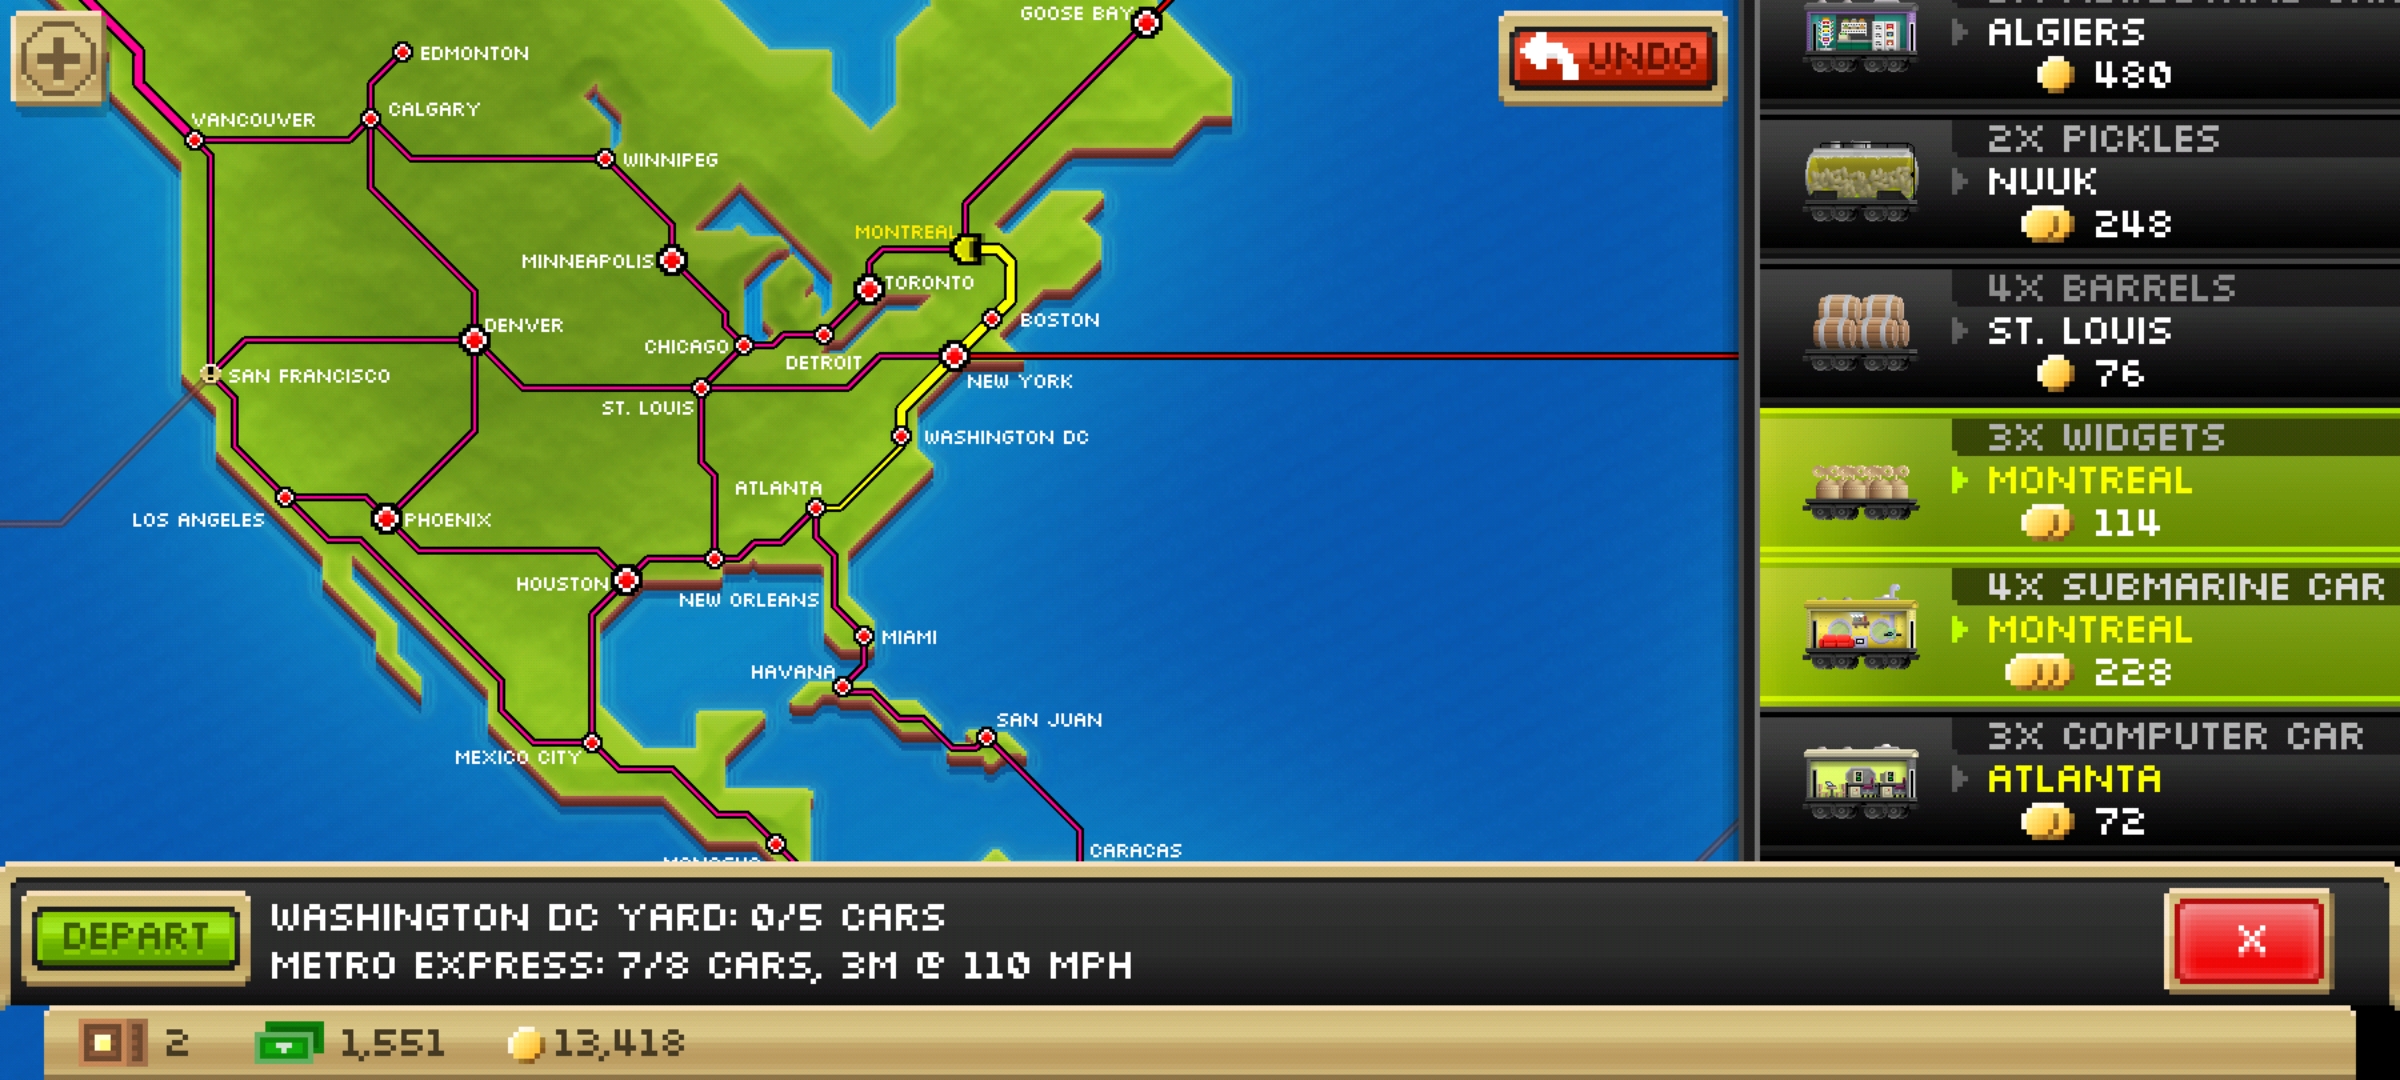 GOOSE BAY
EDMONTON
CALGARY
VANCOUVER
WINNIPEG
MONTREAL
MINNEAPOLIS
TORONTO
BOSTON
DENVER
CHICAGO
DETROIT
SAN FRANCISCO
NEW YORK
ST. LOUIS
WASHINGTON DC
ATLANTA
LOS ANGELES
PHOENIX
HOUSTON
NEW ORLEANS
MIAMI
HAVANA
SAN JUAN
MEXICO CITY
CARACAS
UNDO
ALGIERS
480
2X PICKLES
NUUK
248
4X BARRELS
ST. LOUIS
76
3X WIDGETS
MONTREAL
114
4X SUBMARINE CAR
MONTREAL
228
3X COMPUTER CAR
ATLANTA
72
DEPART
WASHINGTON DC YARD: 0/5 CARS
METRO EXPRESS: 7/8 CARS, 3M @ 110 MPH
X
2
1,551
13,418